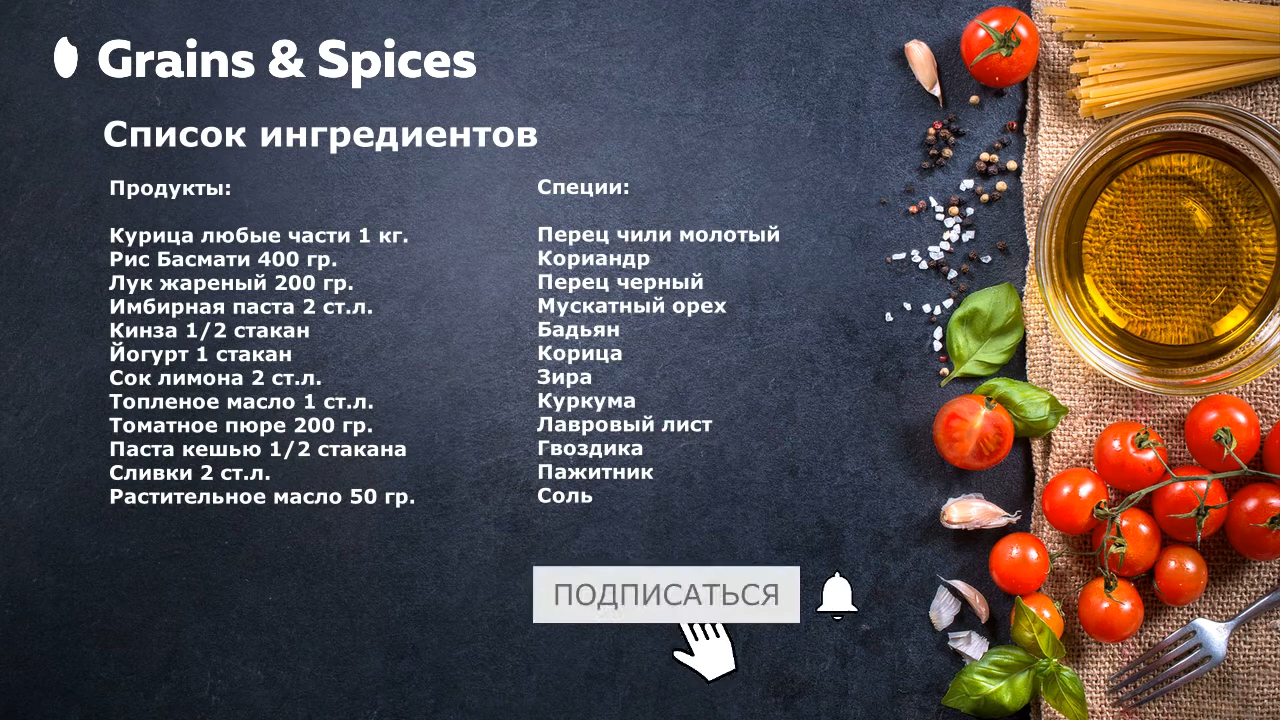 Grains & Spices
Список ингредиентов
Продукты:
Курица любые части 1 кг.
Рис Басмати 400 гр.
Лук жареный 200 гр.
Имбирная паста 2 ст.л.
Кинза 1/2 стакан
Йогурт 1 стакан
Сок лимона 2 ст.л.
Топленое масло 1 ст.л.
Томатное пюре 200 гр.
Паста кешью 1/2 стакана
Сливки 2 ст.л.
Растительное масло 50 гр.
Специи:
Перец чили молотый
Кориандр
Перец черный
Мускатный орех
Бадьян
Корица
Зира
Куркума
Лавровый лист
Гвоздика
Пажитник
Соль
ПОДПИСАТЬСЯ